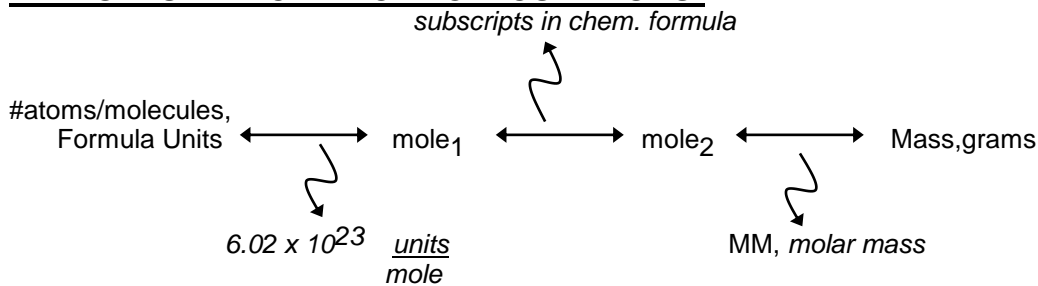 subscripts in chem. formula
#atoms/molecules,
Formula Units mole1 mole2 Mass,grams
6.02 x 10^23 units
mole
MM, molar mass